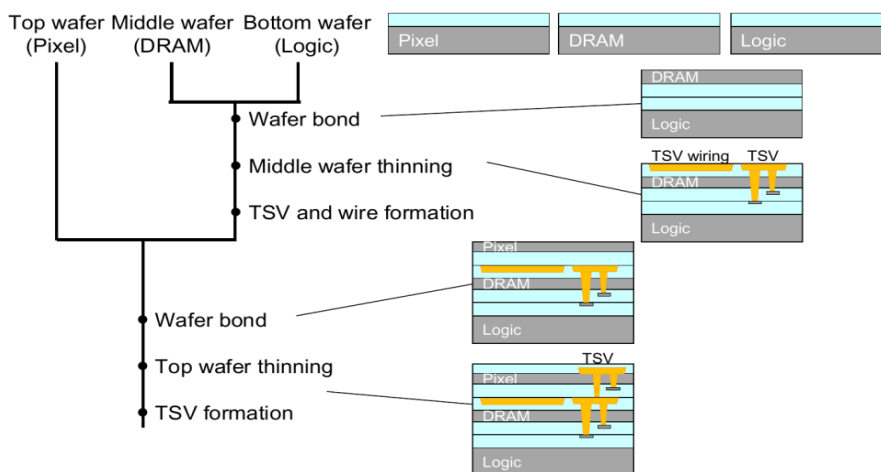 Top wafer
(Pixel)
Middle wafer
(DRAM)
Bottom wafer
(Logic)
Pixel
DRAM
Logic
Wafer bond
DRAM
Logic
Middle wafer thinning
TSV wiring
TSV
DRAM
Logic
TSV and wire formation
Pixel
DRAM
Logic
Wafer bond
Top wafer thinning
TSV
Pixel
DRAM
Logic
TSV formation